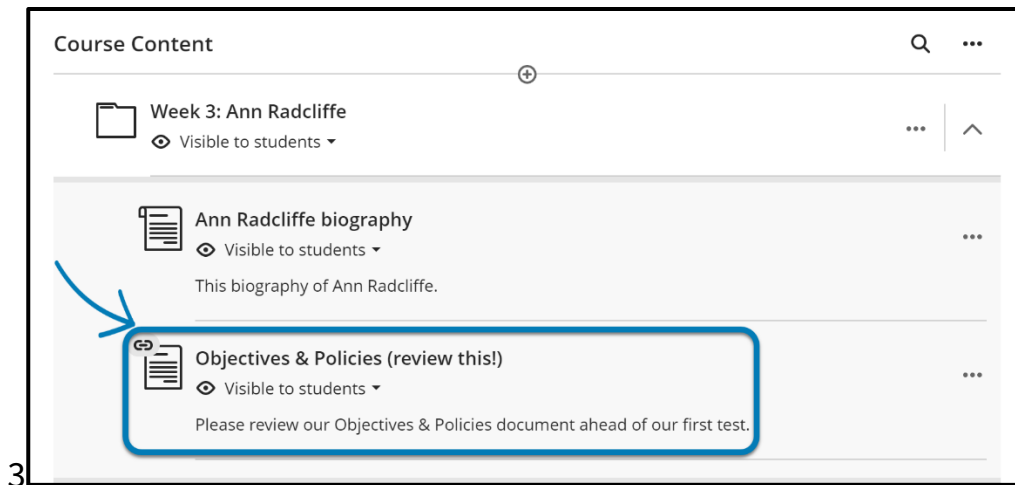 Course Content
Week 3: Ann Radcliffe
Visible to students
Ann Radcliffe biography
Visible to students
This biography of Ann Radcliffe.
Objectives & Policies (review this!)
Visible to students
Please review our Objectives & Policies document ahead of our first test.
3